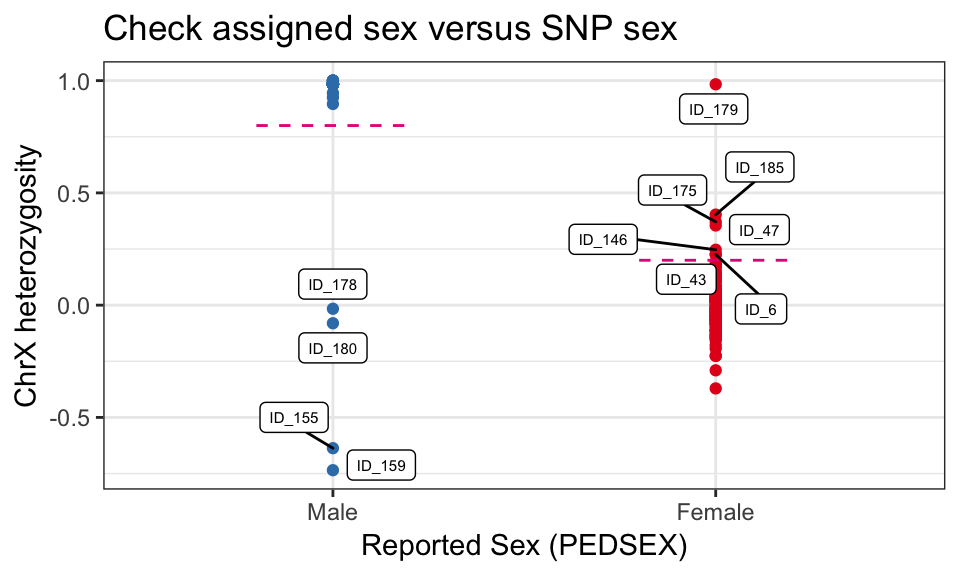 Check assigned sex versus SNP sex
ChrX heterozygosity
1.0
0.5
0.0
-0.5
ID_179
ID_185
ID_175
ID_47
ID_146
ID_43
ID_6
ID_178
ID_180
ID_155
ID_159
Male
Female
Reported Sex (PEDSEX)